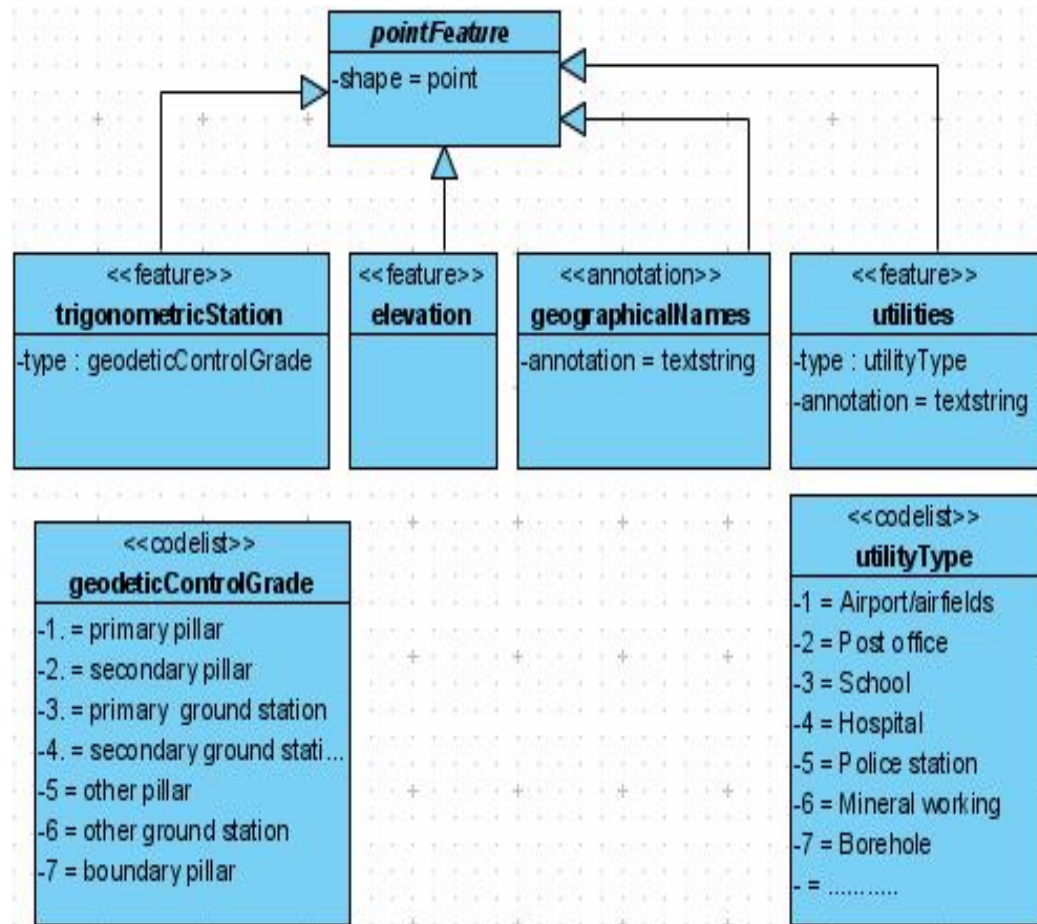 pointFeature
-shape = point
<<feature>>
trigonometricStation
-type : geodeticControlGrade
<<feature>>
elevation
<<annotation>>
geographicalNames
-annotation = textstring
<<feature>>
utilities
-type : utilityType
-annotation = textstring
<<codelist>>
geodeticControlGrade
-1. = primary pillar
-2. = secondary pillar
-3. = primary ground station
-4. = secondary ground stati...
-5 = other pillar
-6 = other ground station
-7 = boundary pillar
<<codelist>>
utilityType
-1 = Airport/airfields
-2 = Post office
-3 = School
-4 = Hospital
-5 = Police station
-6 = Mineral working
-7 = Borehole
- = ...........